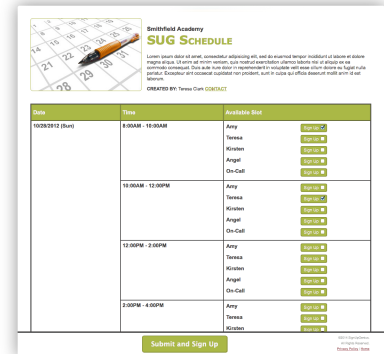 Smithfield Academy
SUG SCHEDULE
Lorem ipsum dolor sit amet, consectetur adipisicing elit, sed do eiusmod tempor incididunt ut labore et dolore
magna aliqua. Ut enim ad minim veniam, quis nostrud exercitation ullamco laboris nisi ut aliquip ex ea
commodo consequat. Duis aute irure dolor in reprehenderit in voluptate velit esse cillum dolore eu fugiat nulla
pariatur. Excepteur sint occaecat cupidatat non proident, sunt in culpa qui officia deserunt mollit anim id est
laborum.
CREATED BY: Teresa Clark CONTACT
Date Time Available Slot
10/28/2012 (Sun) 8:00AM - 10:00AM Amy Sign Up
Teresa Sign Up
Kirsten Sign Up
Angel Sign Up
On-Call Sign Up
10:00AM - 12:00PM Amy Sign Up
Teresa Sign Up
Kirsten Sign Up
Angel Sign Up
On-Call Sign Up
12:00PM - 2:00PM Amy Sign Up
Teresa Sign Up
Kirsten Sign Up
Angel Sign Up
On-Call Sign Up
2:00PM - 4:00PM Amy Sign Up
Teresa Sign Up
Kirsten Sign Up
Submit and Sign Up
All Rights Reserved.
Privacy Policy Home